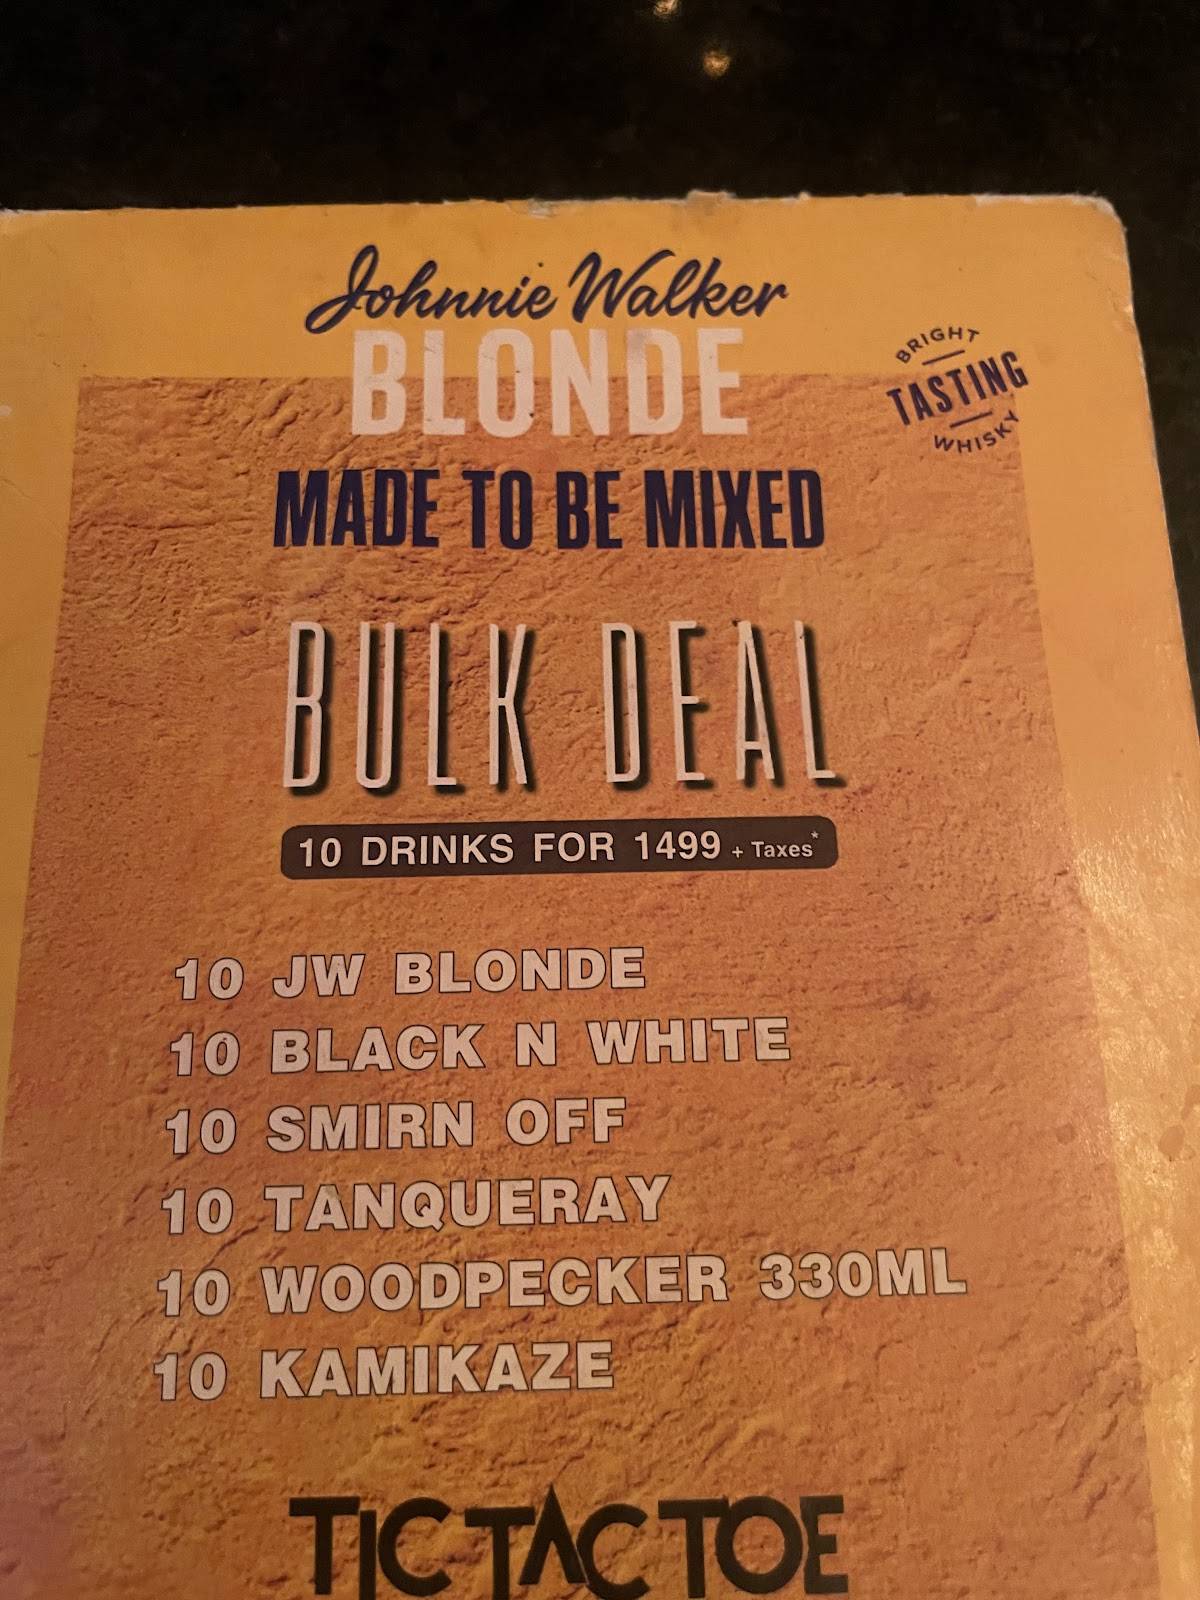 Johnnie Walker
BLONDE
BRIGHT
TASTING
WHISKY
MADE TO BE MIXED
BULK DEAL
10 DRINKS FOR 1499 + Taxes*
10 JW BLONDE
10 BLACK N WHITE
10 SMIRN OFF
10 TANQUERAY
10 WOODPECKER 330ML
10 KAMIKAZE
TIC TAC TOE